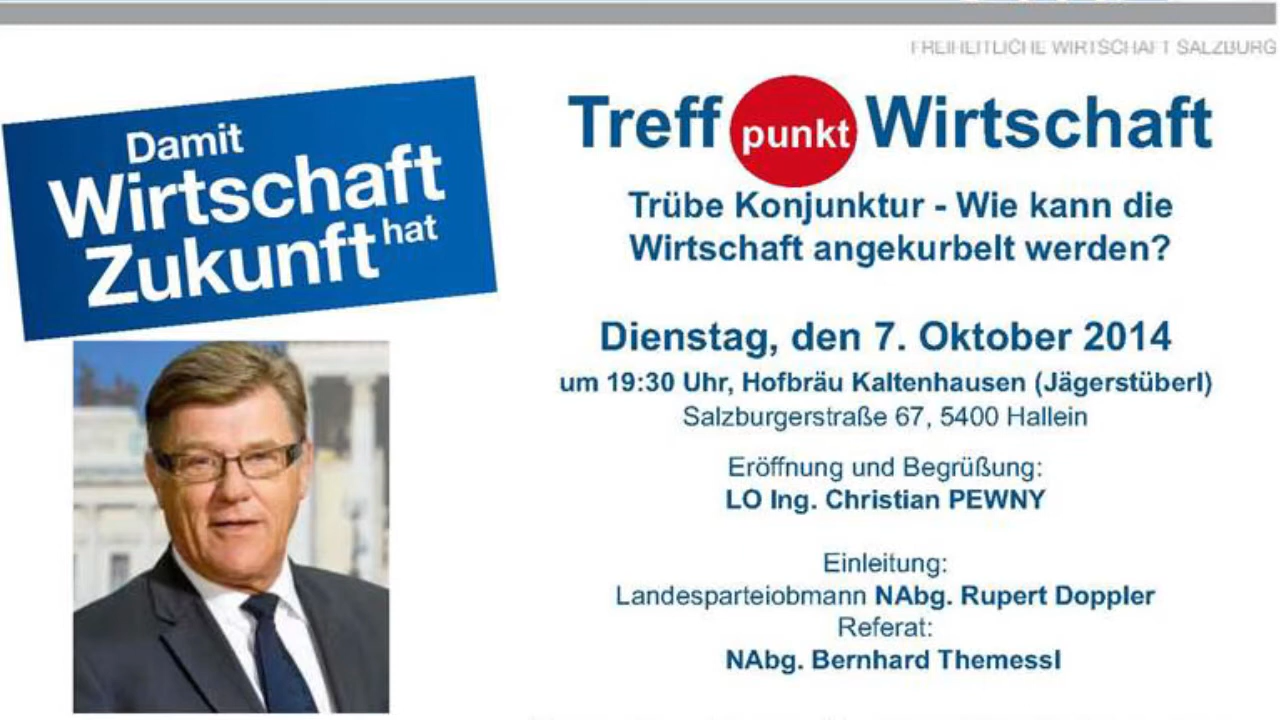 FREIHEITLICHE WIRTSCHAFT SALZBURG
Damit
Wirtschaft
Zukunft hat
Treff punkt Wirtschaft
Trübe Konjunktur - Wie kann die
Wirtschaft angekurbelt werden?
Dienstag, den 7. Oktober 2014
um 19:30 Uhr, Hofbräu Kaltenhausen (Jägerstüberl)
Salzburgerstraße 67, 5400 Hallein
Eröffnung und Begrüßung:
LO Ing. Christian PEWNY
Einleitung:
Landesparteiobmann NAbg. Rupert Doppler
Referat:
NAbg. Bernhard Themessl